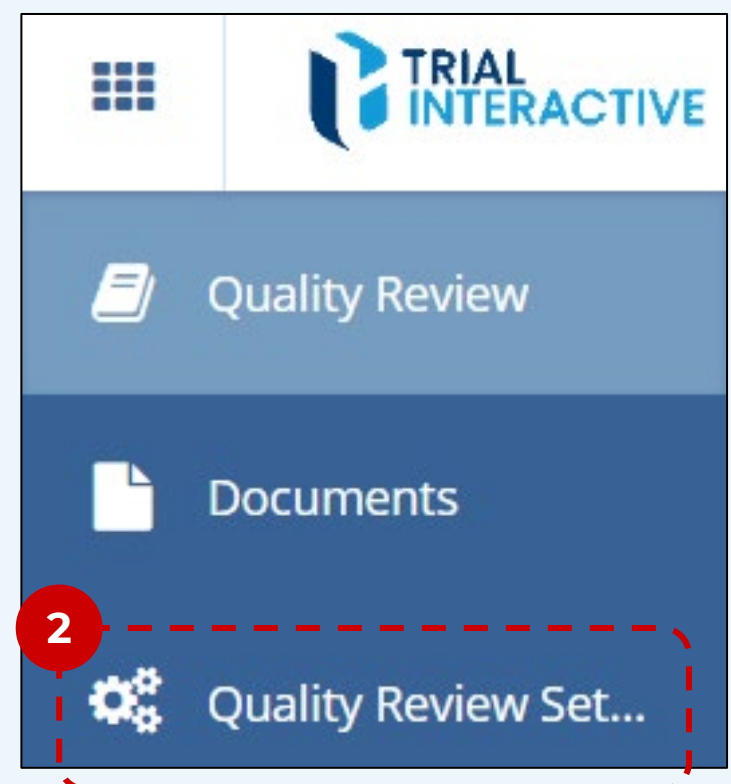 TRIAL
INTERACTIVE
Quality Review
Documents
2
Quality Review Set...